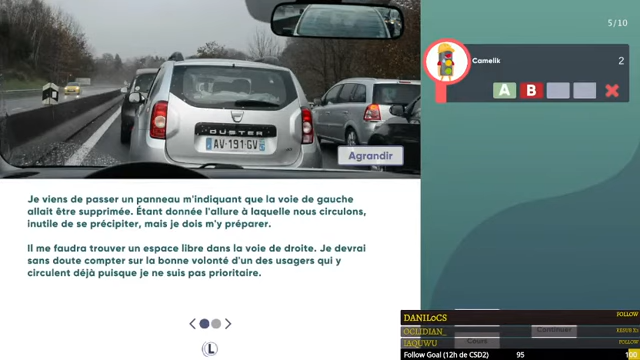 5/10
Camelik
2
A B
DUSTER
AV-191-GV
Agrandir
Je viens de passer un panneau m'indiquant que la voie de gauche
allait être supprimée. Étant donnée l'allure à laquelle nous circulons,
inutile de se précipiter, mais je dois m'y préparer.
Il me faudra trouver un espace libre dans la voie de droite. Je devrai
sans doute compter sur la bonne volonté d'un des usagers qui y
circulent déjà puisque je ne suis pas prioritaire.
L
DANILoCS FOLLOW
OCLIDIAN_
IAQUWU FOLLOW
Continuer
Cours
Follow Goal (12h de CSD2) 95 100